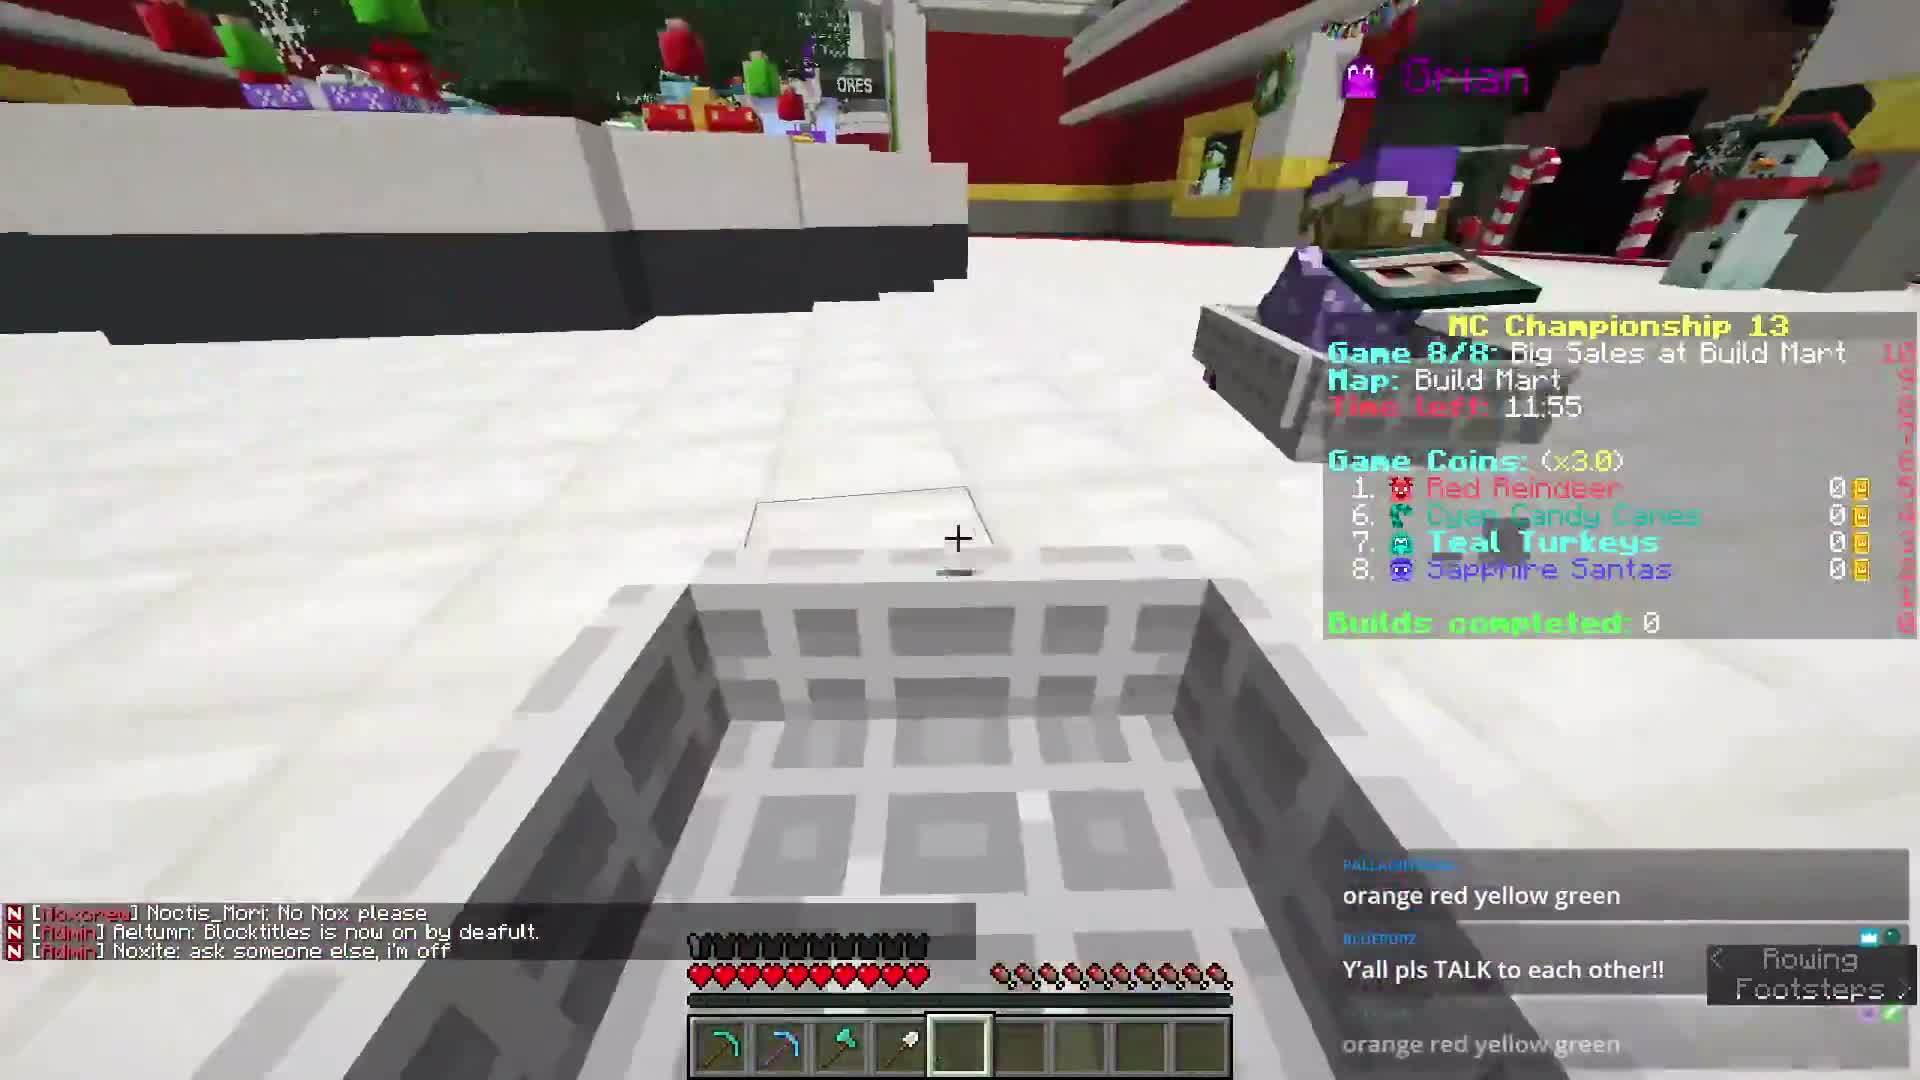 ORES
Grian
MC Championship 13
Game 8/8: Big Sales at Build Mart
Map: Build Mart
Time left: 11:55
Game Coins: (x3.0)
1. Red Reindeer 0
6. Cyan Candy Canes 0
7. Teal Turkeys 0
8. Sapphire Santas 0
Builds completed: 0
orange red yellow green
Y'all pls TALK to each other!!
orange red yellow green
< Rowing
Footsteps >
[Noxcrew] Noctis_Mori: No Nox please
[Admin] Aeltumn: Blocktitles is now on by deafult.
[Admin] Noxite: ask someone else, i'm off